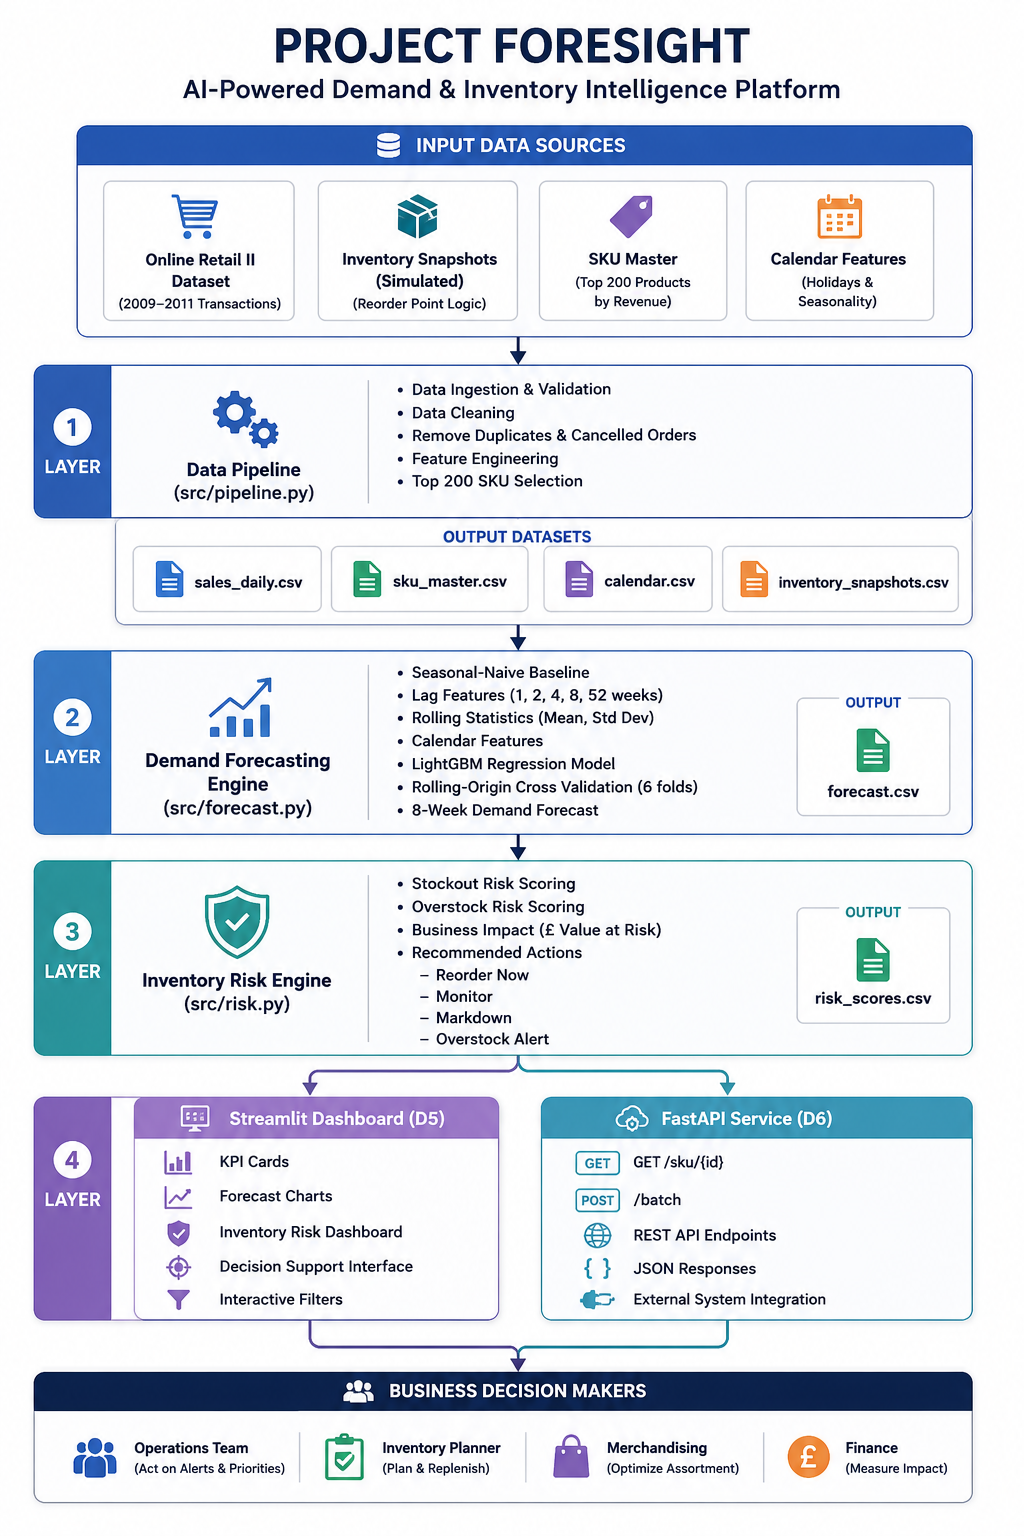 PROJECT FORESIGHT
AI-Powered Demand & Inventory Intelligence Platform
INPUT DATA SOURCES
Online Retail II
Dataset
(2009–2011 Transactions)
Inventory Snapshots
(Simulated)
(Reorder Point Logic)
SKU Master
(Top 200 Products
by Revenue)
Calendar Features
(Holidays &
Seasonality)
1
LAYER
Data Pipeline
(src/pipeline.py)
• Data Ingestion & Validation
• Data Cleaning
• Remove Duplicates & Cancelled Orders
• Feature Engineering
• Top 200 SKU Selection
OUTPUT DATASETS
sales_daily.csv
sku_master.csv
calendar.csv
inventory_snapshots.csv
2
LAYER
Demand Forecasting
Engine
(src/forecast.py)
• Seasonal-Naive Baseline
• Lag Features (1, 2, 4, 8, 52 weeks)
• Rolling Statistics (Mean, Std Dev)
• Calendar Features
• LightGBM Regression Model
• Rolling-Origin Cross Validation (6 folds)
• 8-Week Demand Forecast
OUTPUT
forecast.csv
3
LAYER
Inventory Risk Engine
(src/risk.py)
• Stockout Risk Scoring
• Overstock Risk Scoring
• Business Impact (£ Value at Risk)
• Recommended Actions
– Reorder Now
– Monitor
– Markdown
– Overstock Alert
OUTPUT
risk_scores.csv
4
LAYER
Streamlit Dashboard (D5)
KPI Cards
Forecast Charts
Inventory Risk Dashboard
Decision Support Interface
Interactive Filters
FastAPI Service (D6)
GET GET /sku/{id}
POST /batch
REST API Endpoints
{ } JSON Responses
External System Integration
BUSINESS DECISION MAKERS
Operations Team
(Act on Alerts & Priorities)
Inventory Planner
(Plan & Replenish)
Merchandising
(Optimize Assortment)
£
Finance
(Measure Impact)